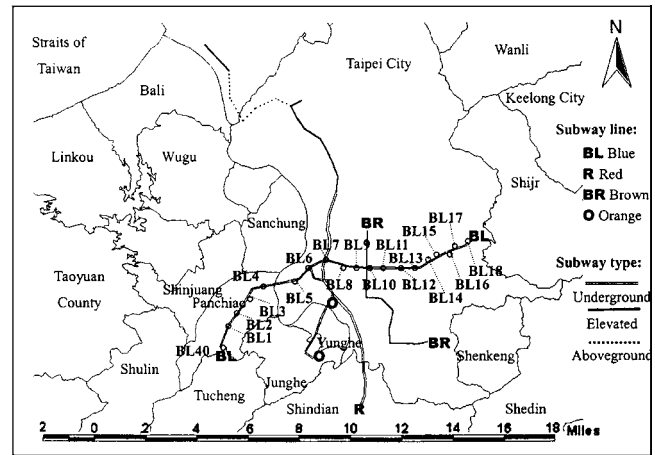 Straits of
Taiwan
Taipei City
Wanli
N
Bali
Keelong City
Subway line:
BL Blue
R Red
BR Brown
O Orange
Linkou
Wugu
Shijr
Sanchung
BR
BL15
BL17
BL
BL7
BL9
BL11
BL13
BL6
BL18
BL4
BL16
BL14
BL12
BL10
BL8
BL5
Taoyuan
County
Shinjuang
Panchiao
BL3
BL2
BL1
BL40
BL
Subway type:
Underground
Elevated
Aboveground
O
Yunghe
O
BR
Shenkeng
Shulin
Tucheng
Junghe
Shindian
R
Shedin
2 0 2 4 6 8 10 12 14 16 18 Miles